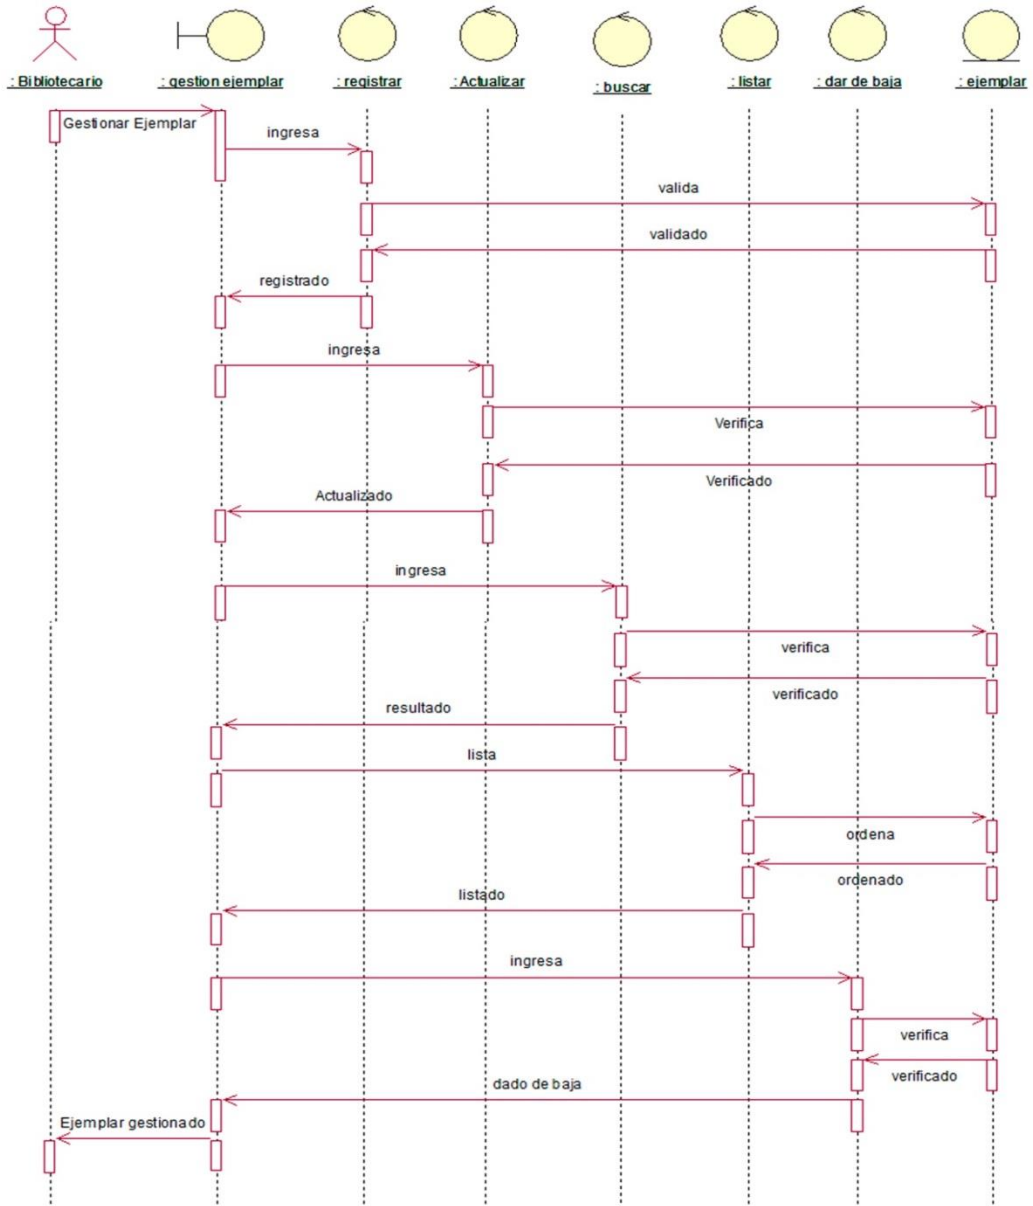 : Bibliotecario
: gestion ejemplar
: registrar
: Actualizar
: buscar
: listar
: dar de baja
: ejemplar
Gestionar Ejemplar
ingresa
valida
validado
registrado
ingresa
Verifica
Verificado
Actualizado
ingresa
verifica
verificado
resultado
lista
ordena
ordenado
listado
ingresa
verifica
verificado
dado de baja
Ejemplar gestionado